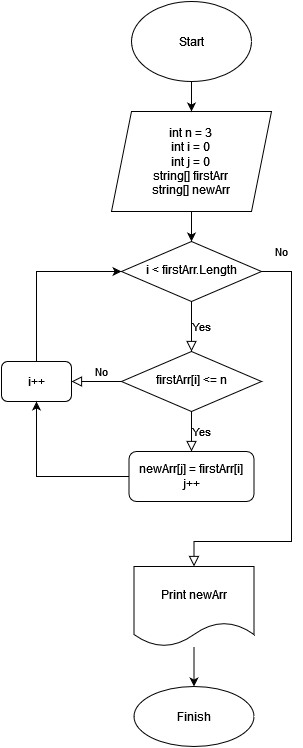 Start
int n = 3
int i = 0
int j = 0
string[] firstArr
string[] newArr
i < firstArr.Length
No
Yes
firstArr[i] <= n
No
i++
Yes
newArr[j] = firstArr[i]
j++
Print newArr
Finish